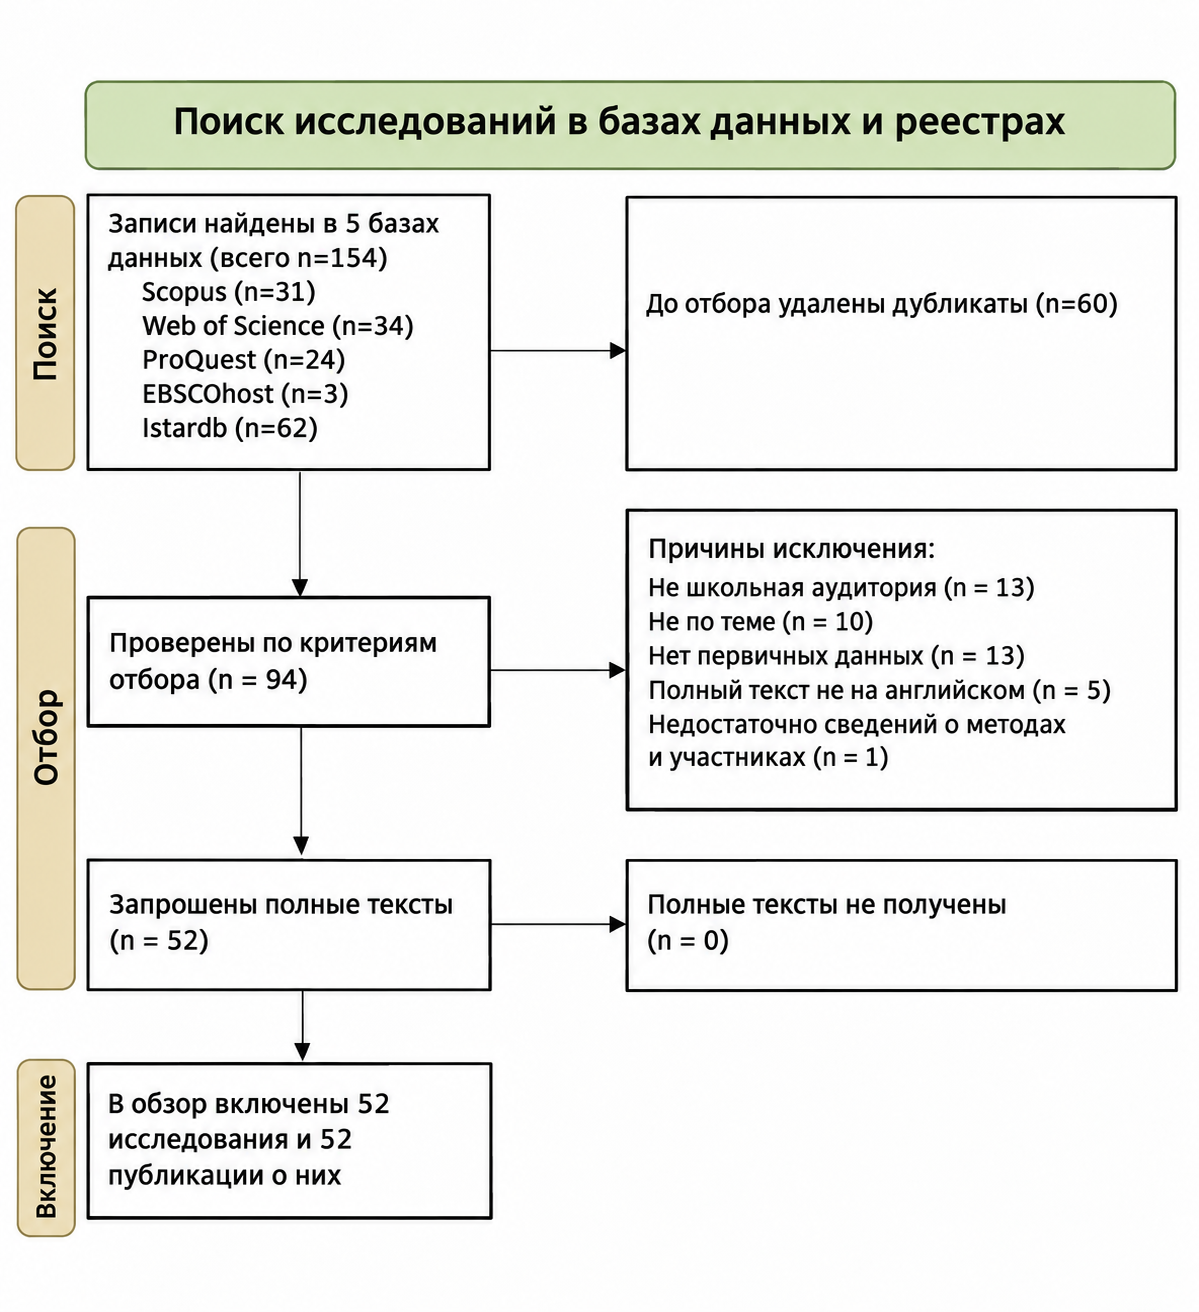 Поиск исследований в базах данных и реестрах
Поиск
Записи найдены в 5 базах
данных (всего n=154)
Scopus (n=31)
Web of Science (n=34)
ProQuest (n=24)
EBSCOhost (n=3)
Istardb (n=62)
До отбора удалены дубликаты (n=60)
Отбор
Проверены по критериям
отбора (n = 94)
Причины исключения:
Не школьная аудитория (n = 13)
Не по теме (n = 10)
Нет первичных данных (n = 13)
Полный текст не на английском (n = 5)
Недостаточно сведений о методах
и участниках (n = 1)
Запрошены полные тексты
(n = 52)
Полные тексты не получены
(n = 0)
Включение
В обзор включены 52
исследования и 52
публикации о них